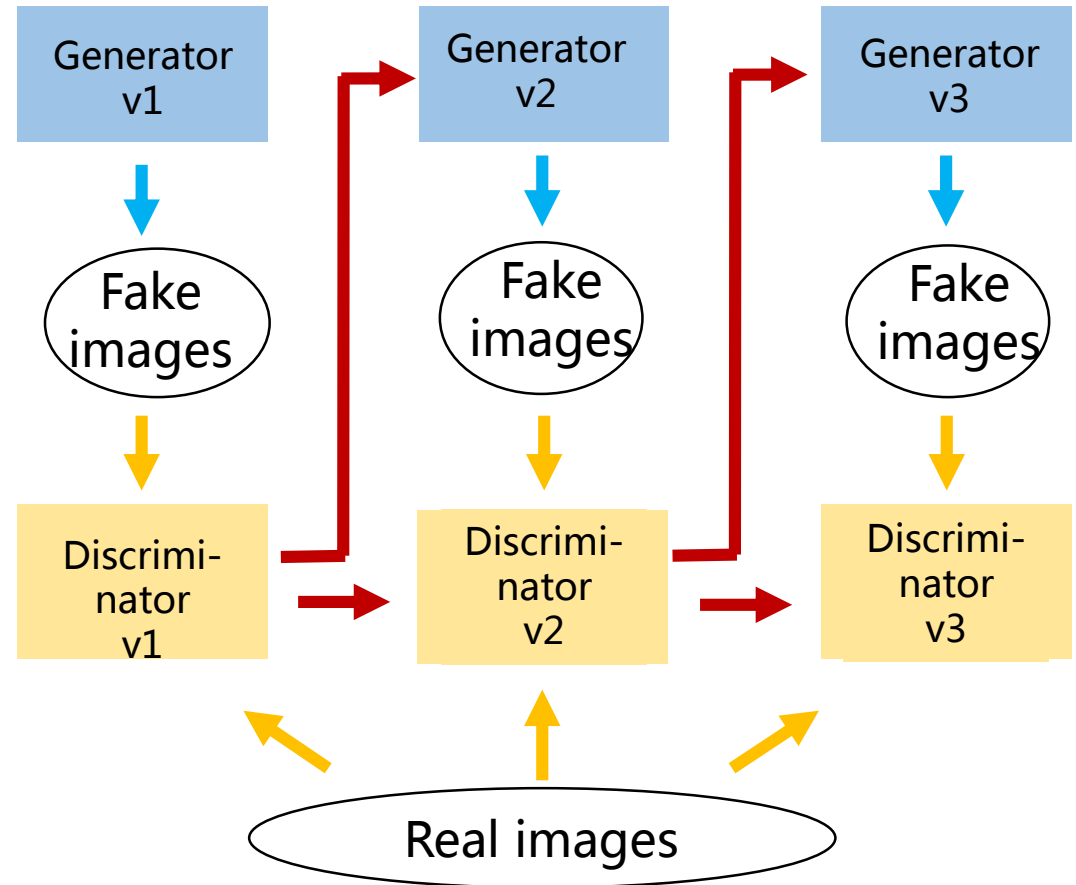 Generator
v1
Generator
v2
Generator
v3
Fake
images
Fake
images
Fake
images
Discrimi-
nator
v1
Discrimi-
nator
v2
Discrimi-
nator
v3
Real images